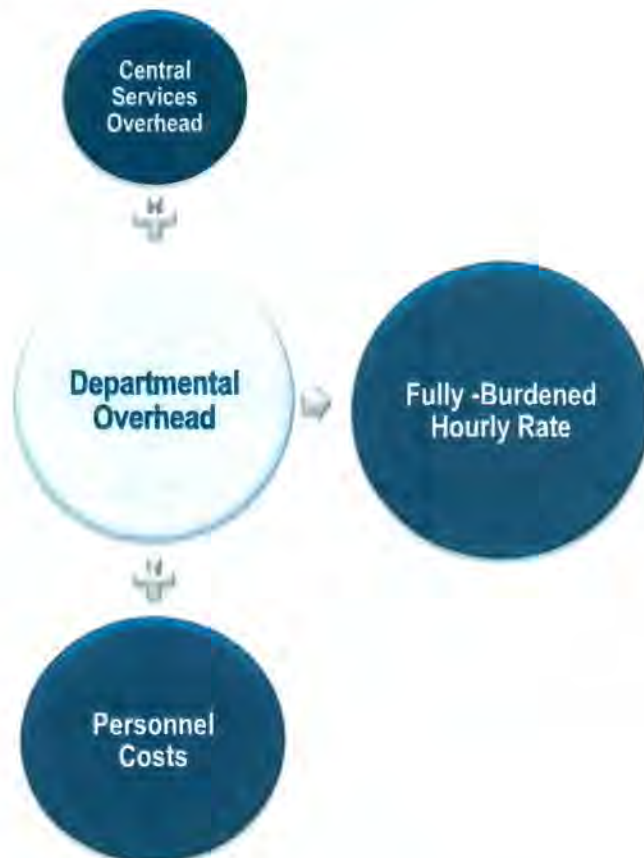 Central
Services
Overhead
Departmental
Overhead
Fully -Burdened
Hourly Rate
Personnel
Costs